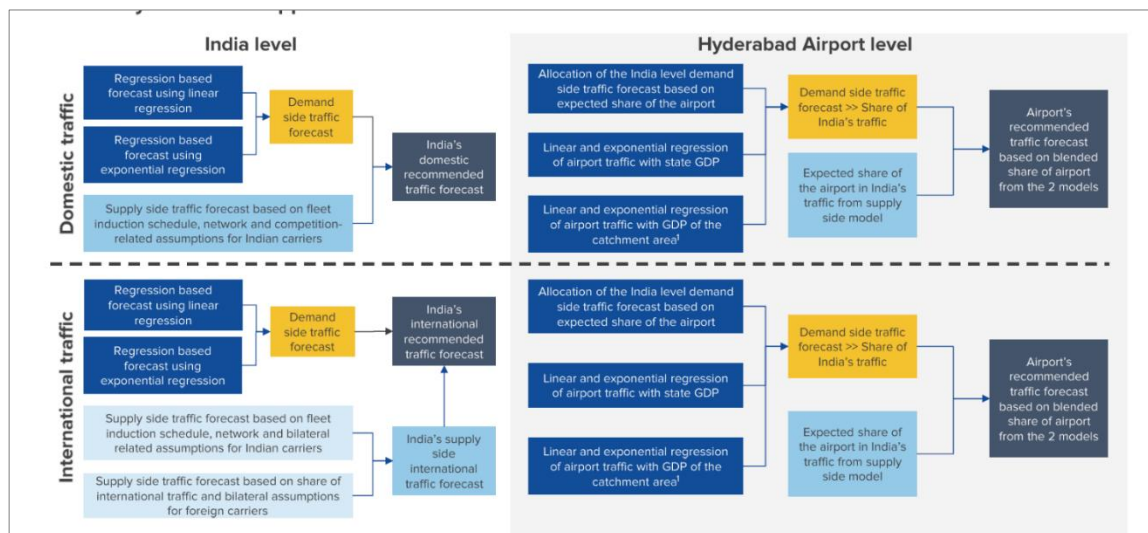 India level
Hyderabad Airport level
Domestic traffic
Regression based
forecast using linear
regression
Regression based
forecast using
exponential regression
Demand
side traffic
forecast
Supply side traffic forecast based on fleet
induction schedule, network and competition-
related assumptions for Indian carriers
India's
domestic
recommended
traffic forecast
Allocation of the India level demand
side traffic forecast based on
expected share of the airport
Linear and exponential regression
of airport traffic with state GDP
Linear and exponential regression
of airport traffic with GDP of the
catchment area¹
Demand side traffic
forecast >> Share of
India's traffic
Expected share of
the airport in India's
traffic from supply
side model
Airport's
recommended
traffic forecast
based on blended
share of airport
from the 2 models
International traffic
Regression based
forecast using linear
regression
Regression based
forecast using
exponential regression
Demand
side traffic
forecast
India's
international
recommended
traffic forecast
Supply side traffic forecast based on fleet
induction schedule, network and bilateral
related assumptions for Indian carriers
Supply side traffic forecast based on share of
international traffic and bilateral assumptions
for foreign carriers
India's supply
side
international
traffic forecast
Allocation of the India level demand
side traffic forecast based on
expected share of the airport
Linear and exponential regression
of airport traffic with state GDP
Linear and exponential regression
of airport traffic with GDP of the
catchment area¹
Demand side traffic
forecast >> Share of
India's traffic
Expected share of
the airport in India's
traffic from supply
side model
Airport's
recommended
traffic forecast
based on blended
share of airport
from the 2 models